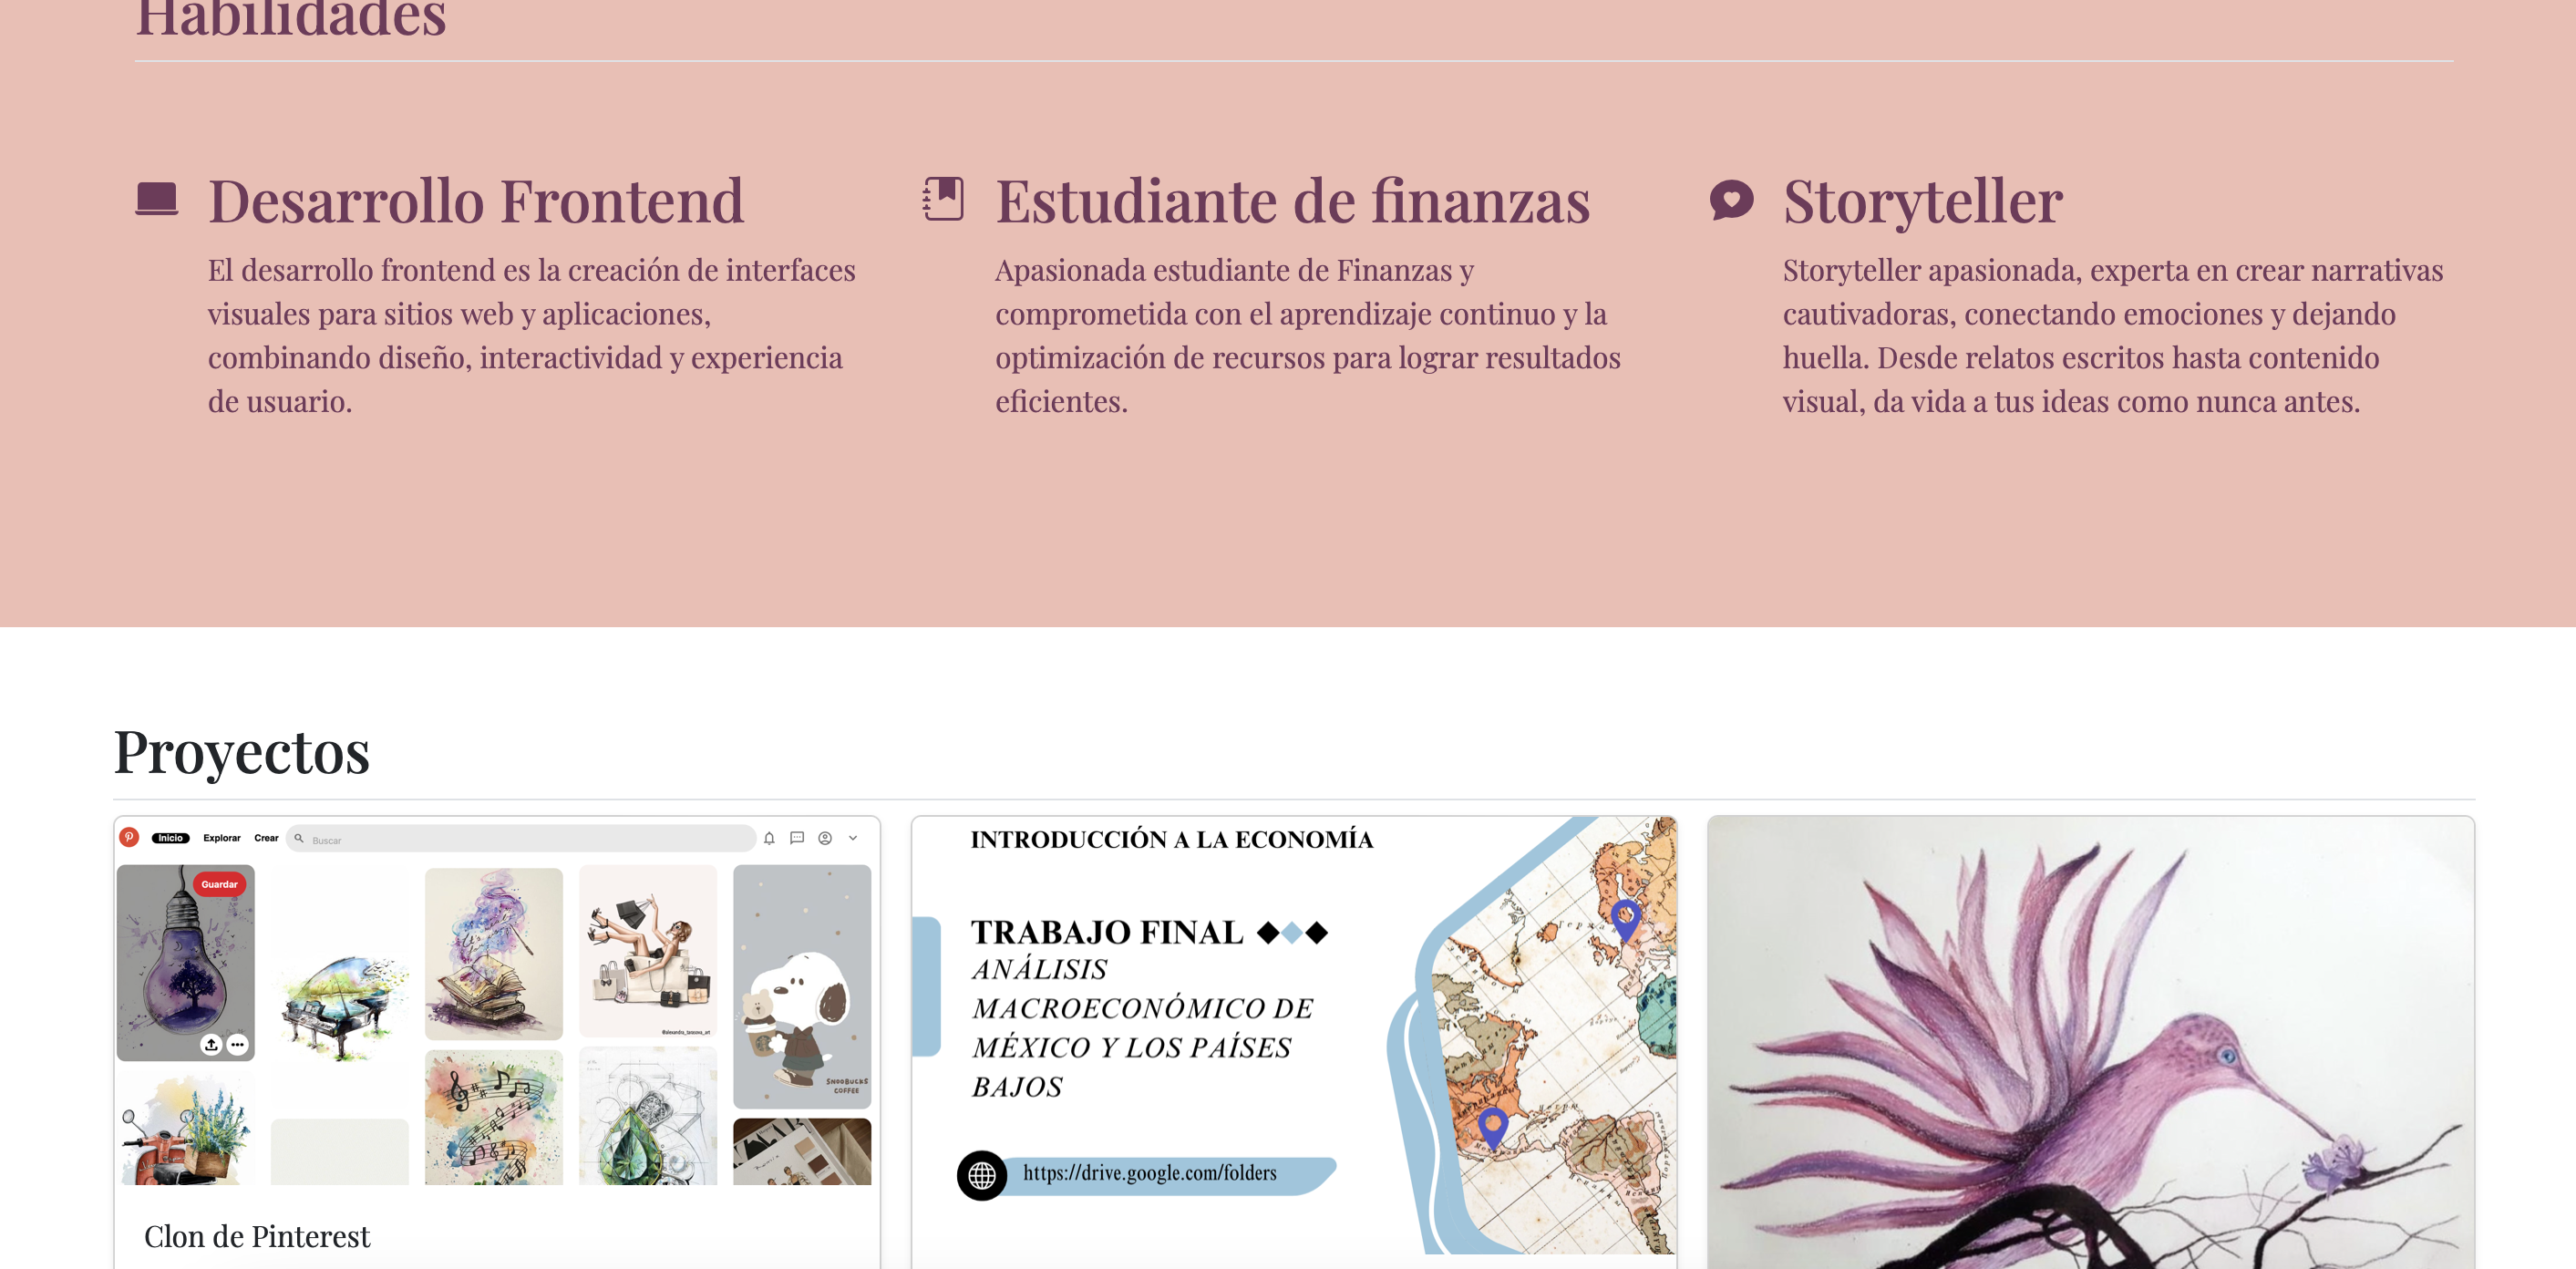 Habilidades
Desarrollo Frontend
El desarrollo frontend es la creación de interfaces
visuales para sitios web y aplicaciones,
combinando diseño, interactividad y experiencia
de usuario.
Estudiante de finanzas
Apasionada estudiante de Finanzas y
comprometida con el aprendizaje continuo y la
optimización de recursos para lograr resultados
eficientes.
Storyteller
Storyteller apasionada, experta en crear narrativas
cautivadoras, conectando emociones y dejando
huella. Desde relatos escritos hasta contenido
visual, da vida a tus ideas como nunca antes.
Proyectos
Inicio Explorar Crear Buscar
Guardar
SNOOBUCKS
COFFEE
Clon de Pinterest
INTRODUCCIÓN A LA ECONOMÍA
TRABAJO FINAL
ANÁLISIS
MACROECONÓMICO DE
MÉXICO Y LOS PAÍSES
BAJOS
https://drive.google.com/folders